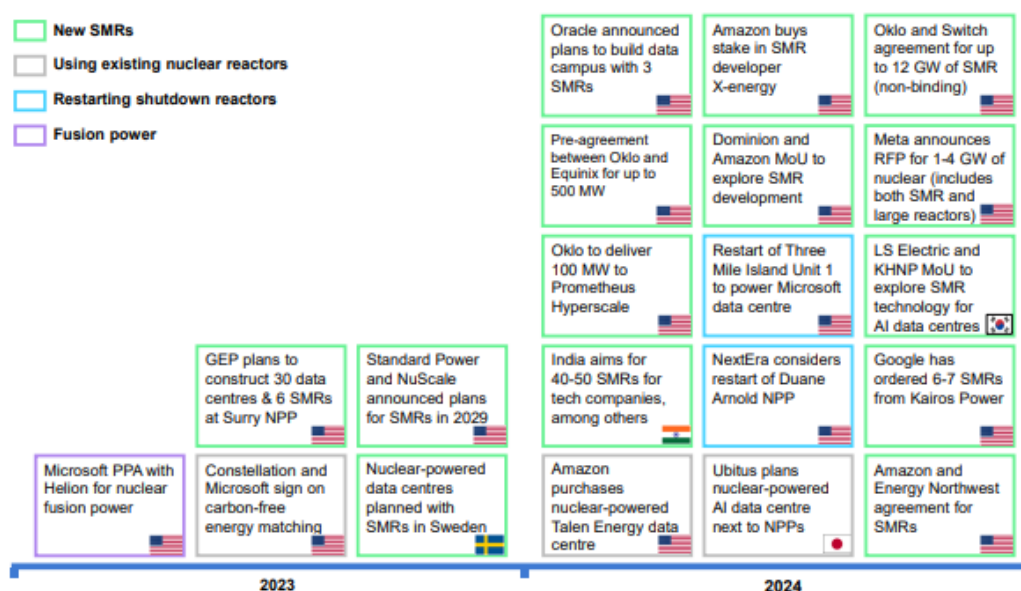 New SMRs
Using existing nuclear reactors
Restarting shutdown reactors
Fusion power
Oracle announced
plans to build data
campus with 3
SMRs
Amazon buys
stake in SMR
developer
X-energy
Oklo and Switch
agreement for up
to 12 GW of SMR
(non-binding)
Pre-agreement
between Oklo and
Equinix for up to
500 MW
Dominion and
Amazon MoU to
explore SMR
development
Meta announces
RFP for 1-4 GW of
nuclear (includes
both SMR and
large reactors)
Oklo to deliver
100 MW to
Prometheus
Hyperscale
Restart of Three
Mile Island Unit 1
to power Microsoft
data centre
LS Electric and
KHNP MoU to
explore SMR
technology for
AI data centres
GEP plans to
construct 30 data
centres & 6 SMRs
at Surry NPP
Standard Power
and NuScale
announced plans
for SMRs in 2029
India aims for
40-50 SMRs for
tech companies,
among others
NextEra considers
restart of Duane
Arnold NPP
Google has
ordered 6-7 SMRs
from Kairos Power
Microsoft PPA with
Helion for nuclear
fusion power
Constellation and
Microsoft sign on
carbon-free
energy matching
Nuclear-powered
data centres
planned with
SMRs in Sweden
Amazon
purchases
nuclear-powered
Talen Energy data
centre
Ubitus plans
nuclear-powered
AI data centre
next to NPPs
Amazon and
Energy Northwest
agreement for
SMRs
2023
2024